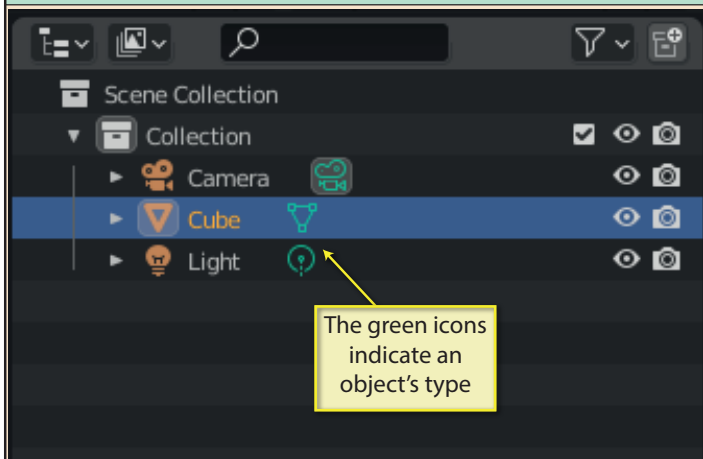 Scene Collection
Collection
Camera
Cube
Light
The green icons
indicate an
object’s type